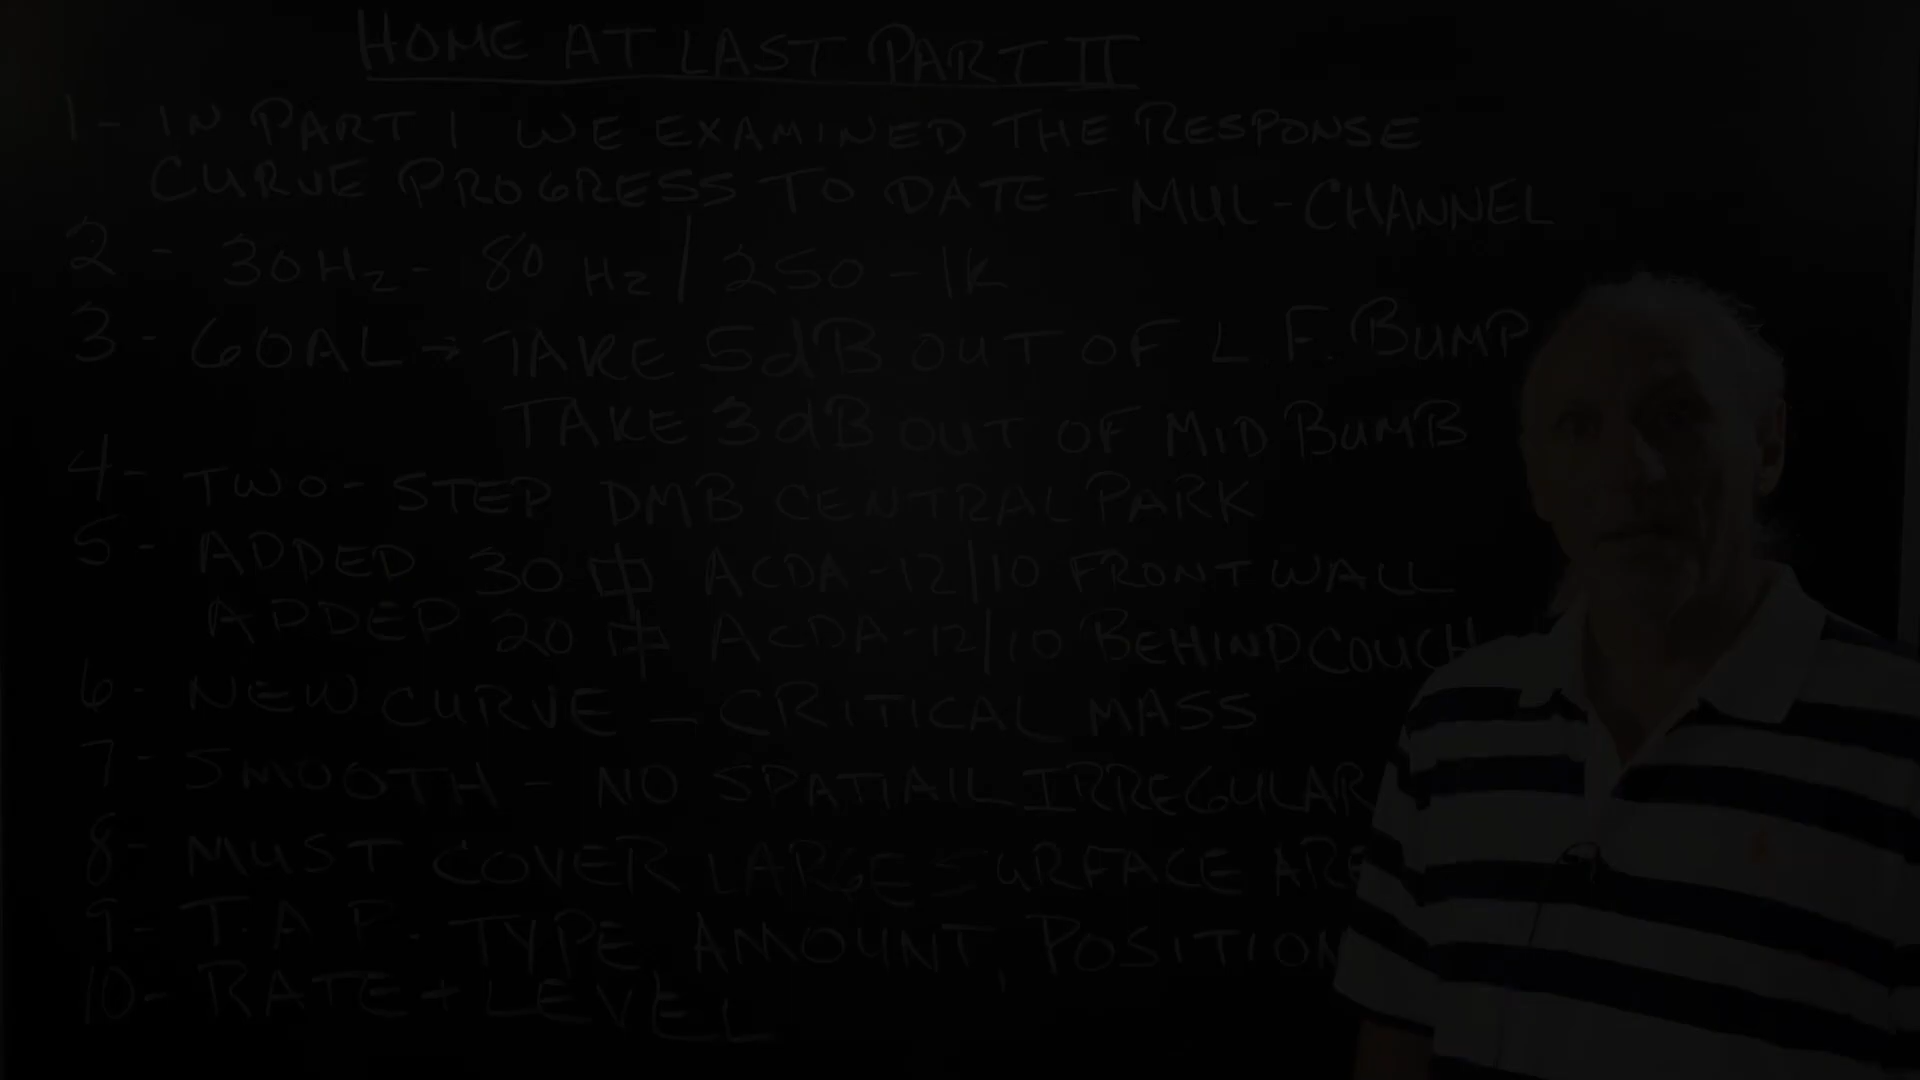 HOME AT LAST PART II
1- IN PART 1 WE EXAMINED THE RESPONSE
CURVE PROGRESS TO DATE - MUL-CHANNEL
2 - 30Hz - 80 Hz / 250 - 1K
3 - GOAL → TAKE 5dB OUT OF L.F. BUMP
TAKE 3dB OUT OF MID BUMB
4- TWO-STEP DMB CENTRAL PARK
5- ADDED 30 ACDA-12/10 FRONT WALL
ADDED 20 ACDA-12/10 BEHIND COUCH
6- NEW CURVE - CRITICAL MASS
7- SMOOTH - NO SPATIAIL IRREGULAR
8- MUST COVER LARGE SURFACE ARE
9- T.A.P. TYPE, AMOUNT, POSITION
10- RATE + LEVEL